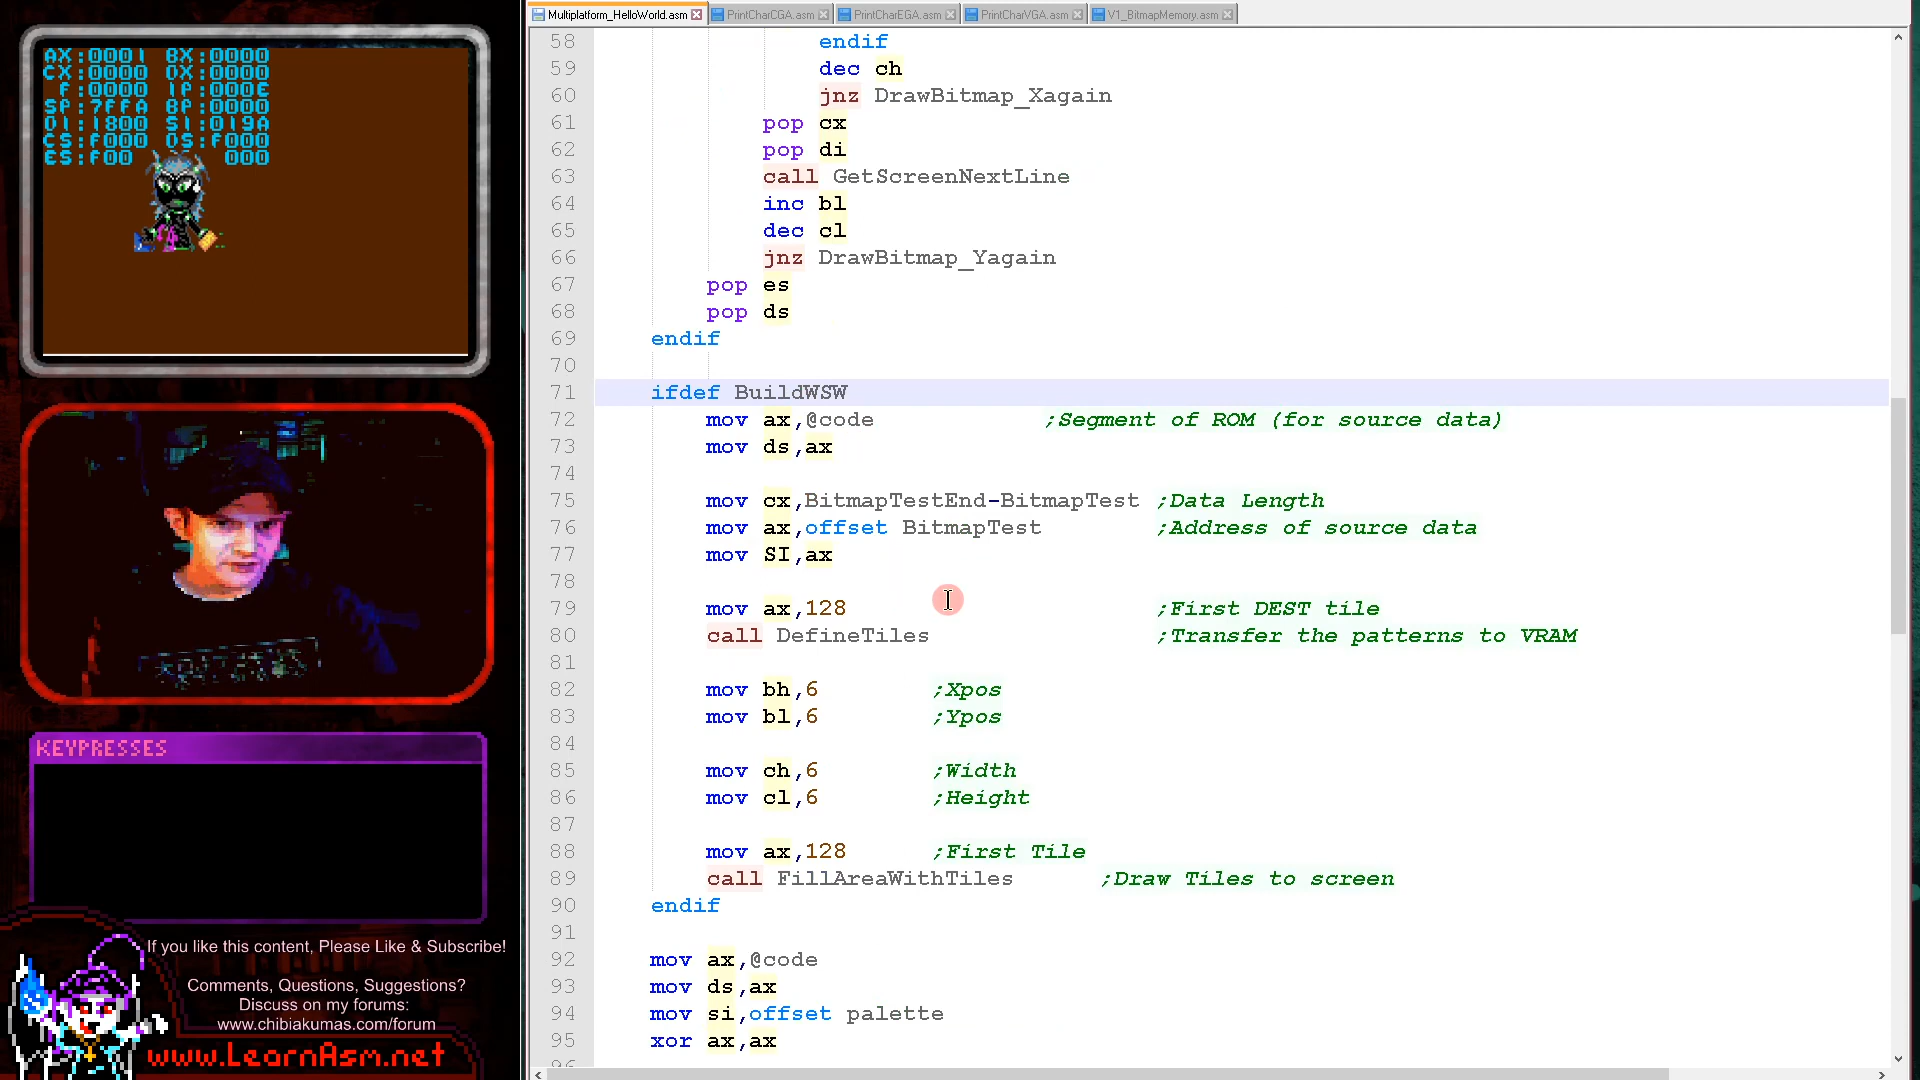 Multiplatform_HelloWorld.asm PrintCharCGA.asm PrintCharEGA.asm PrintCharVGA.asm V1_BitmapMemory.asm
AX:0001 BX:0000
CX:0000 DX:0000
F:0000 IP:000E
SP:7FFA BP:0000
DI:1800 SI:019A
CS:F000 DS:F000
ES:F00 000
58 endif
59 dec ch
60 jnz DrawBitmap_Xagain
61 pop cx
62 pop di
63 call GetScreenNextLine
64 inc bl
65 dec cl
66 jnz DrawBitmap_Yagain
67 pop es
68 pop ds
69 endif
70
71 ifdef BuildWSW
72 mov ax,@code ;Segment of ROM (for source data)
73 mov ds,ax
74
75 mov cx,BitmapTestEnd-BitmapTest ;Data Length
76 mov ax,offset BitmapTest ;Address of source data
77 mov SI,ax
78
79 mov ax,128 ;First DEST tile
80 call DefineTiles ;Transfer the patterns to VRAM
81
82 mov bh,6 ;Xpos
83 mov bl,6 ;Ypos
84
85 mov ch,6 ;Width
86 mov cl,6 ;Height
87
88 mov ax,128 ;First Tile
89 call FillAreaWithTiles ;Draw Tiles to screen
90 endif
91
92 mov ax,@code
93 mov ds,ax
94 mov si,offset palette
95 xor ax,ax
KEYPRESSES
If you like this content, Please Like & Subscribe!
Comments, Questions, Suggestions?
Discuss on my forums:
www.chibiakumas.com/forum
www.LearnAsm.net